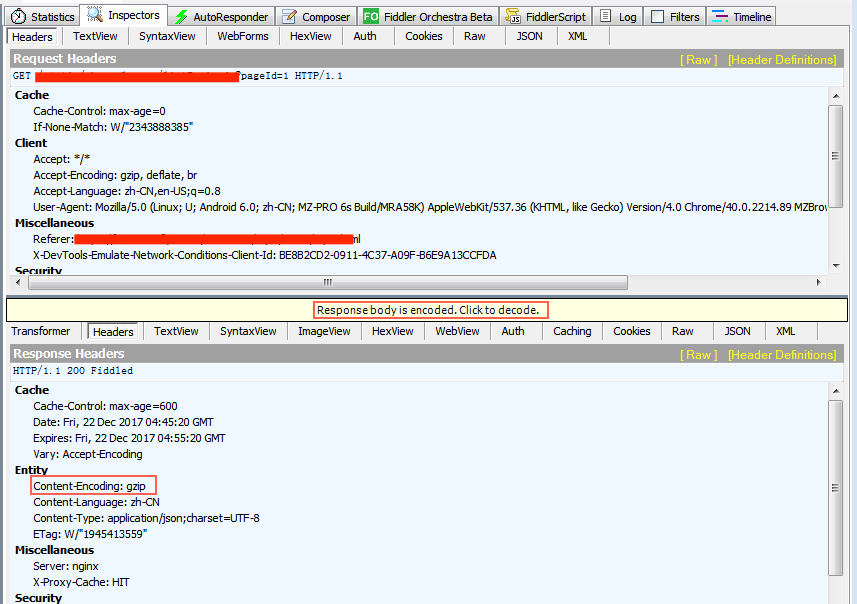 Statistics Inspectors AutoResponder Composer FO Fiddler Orchestra Beta FiddlerScript Log Filters Timeline
Headers TextView SyntaxView WebForms HexView Auth Cookies Raw JSON XML
Request Headers [ Raw ] [Header Definitions]
GET ?pageId=1 HTTP/1.1
Cache
Cache-Control: max-age=0
If-None-Match: W/"2343888385"
Client
Accept: */*
Accept-Encoding: gzip, deflate, br
Accept-Language: zh-CN,en-US;q=0.8
User-Agent: Mozilla/5.0 (Linux; U; Android 6.0; zh-CN; MZ-PRO 6s Build/MRA58K) AppleWebKit/537.36 (KHTML, like Gecko) Version/4.0 Chrome/40.0.2214.89 MZBrow
Miscellaneous
Referer: ml
X-DevTools-Emulate-Network-Conditions-Client-Id: BE8B2CD2-0911-4C37-A09F-B6E9A13CCFDA
Security
Response body is encoded. Click to decode.
Transformer Headers TextView SyntaxView ImageView HexView WebView Auth Caching Cookies Raw JSON XML
Response Headers [ Raw ] [Header Definitions]
HTTP/1.1 200 Fiddled
Cache
Cache-Control: max-age=600
Date: Fri, 22 Dec 2017 04:45:20 GMT
Expires: Fri, 22 Dec 2017 04:55:20 GMT
Vary: Accept-Encoding
Entity
Content-Encoding: gzip
Content-Language: zh-CN
Content-Type: application/json;charset=UTF-8
ETag: W/"1945413559"
Miscellaneous
Server: nginx
X-Proxy-Cache: HIT
Security